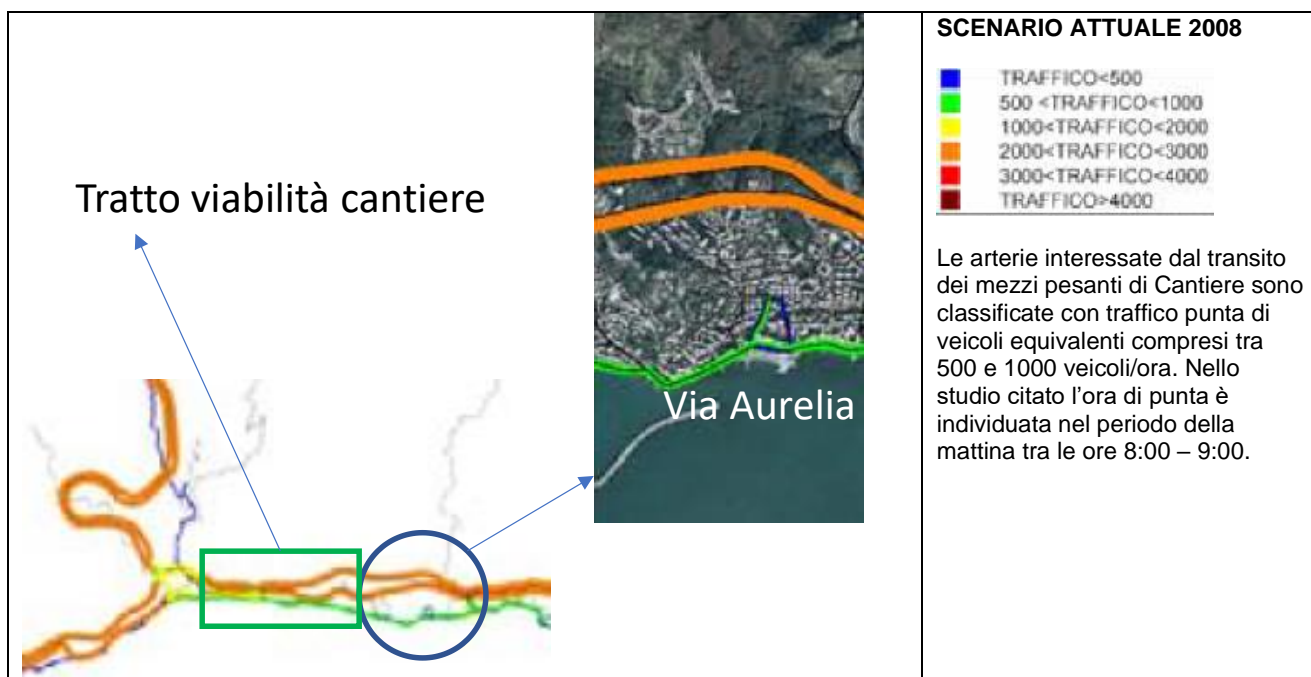 SCENARIO ATTUALE 2008
TRAFFICO<500
500 <TRAFFICO<1000
1000<TRAFFICO<2000
2000<TRAFFICO<3000
3000<TRAFFICO<4000
TRAFFICO>4000
Tratto viabilità cantiere
Via Aurelia
Le arterie interessate dal transito
dei mezzi pesanti di Cantiere sono
classificate con traffico punta di
veicoli equivalenti compresi tra
500 e 1000 veicoli/ora. Nello
studio citato l’ora di punta è
individuata nel periodo della
mattina tra le ore 8:00 – 9:00.